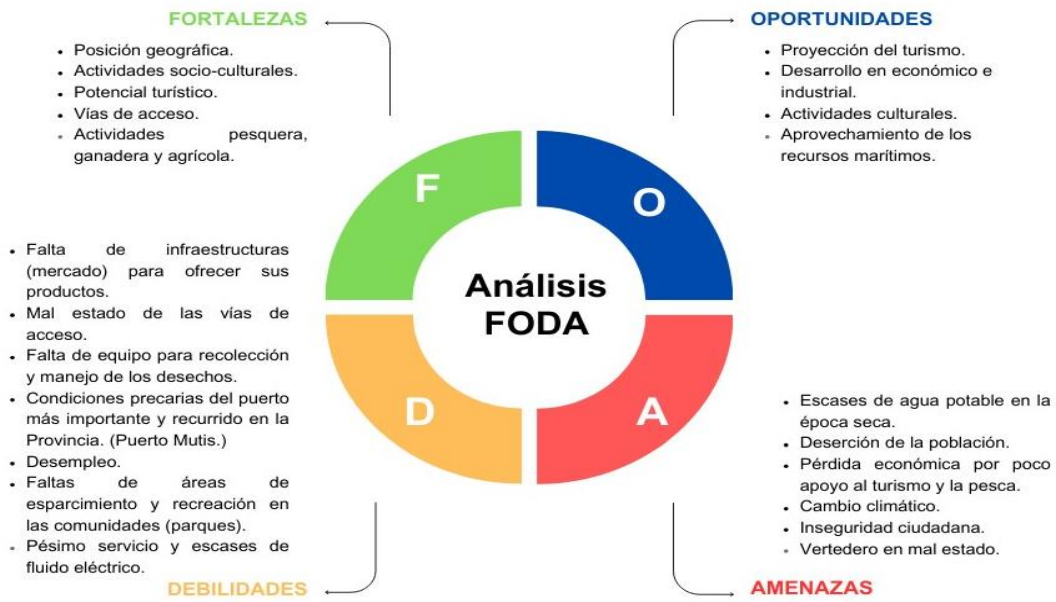 FORTALEZAS
• Posición geográfica.
• Actividades socio-culturales.
• Potencial turístico.
• Vías de acceso.
• Actividades pesquera,
ganadera y agrícola.
OPORTUNIDADES
• Proyección del turismo.
• Desarrollo en económico e
industrial.
• Actividades culturales.
• Aprovechamiento de los
recursos marítimos.
F
O
Análisis
FODA
D
A
• Falta de infraestructuras
(mercado) para ofrecer sus
productos.
• Mal estado de las vías de
acceso.
• Falta de equipo para recolección
y manejo de los desechos.
• Condiciones precarias del puerto
más importante y recurrido en la
Provincia. (Puerto Mutis.)
• Desempleo.
• Faltas de áreas de
esparcimiento y recreación en
las comunidades (parques).
• Pésimo servicio y escases de
fluido eléctrico.
DEBILIDADES
• Escases de agua potable en la
época seca.
• Deserción de la población.
• Pérdida económica por poco
apoyo al turismo y la pesca.
• Cambio climático.
• Inseguridad ciudadana.
• Vertedero en mal estado.
AMENAZAS